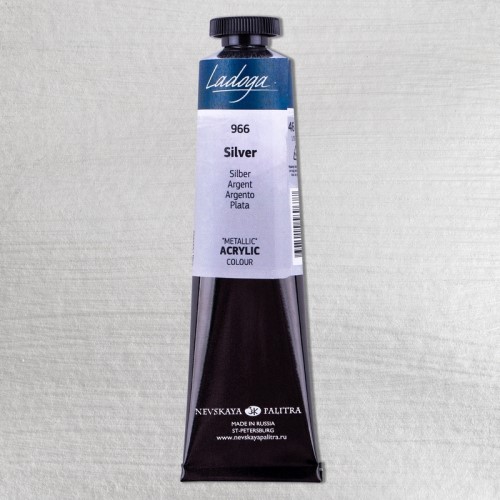 Ladoga
966
Silver
Silber
Argent
Argento
Plata
"METALLIC"
ACRYLIC
COLOUR
NEVSKAYA PALITRA
MADE IN RUSSIA
ST-PETERSBURG
www.nevskayapalitra.ru